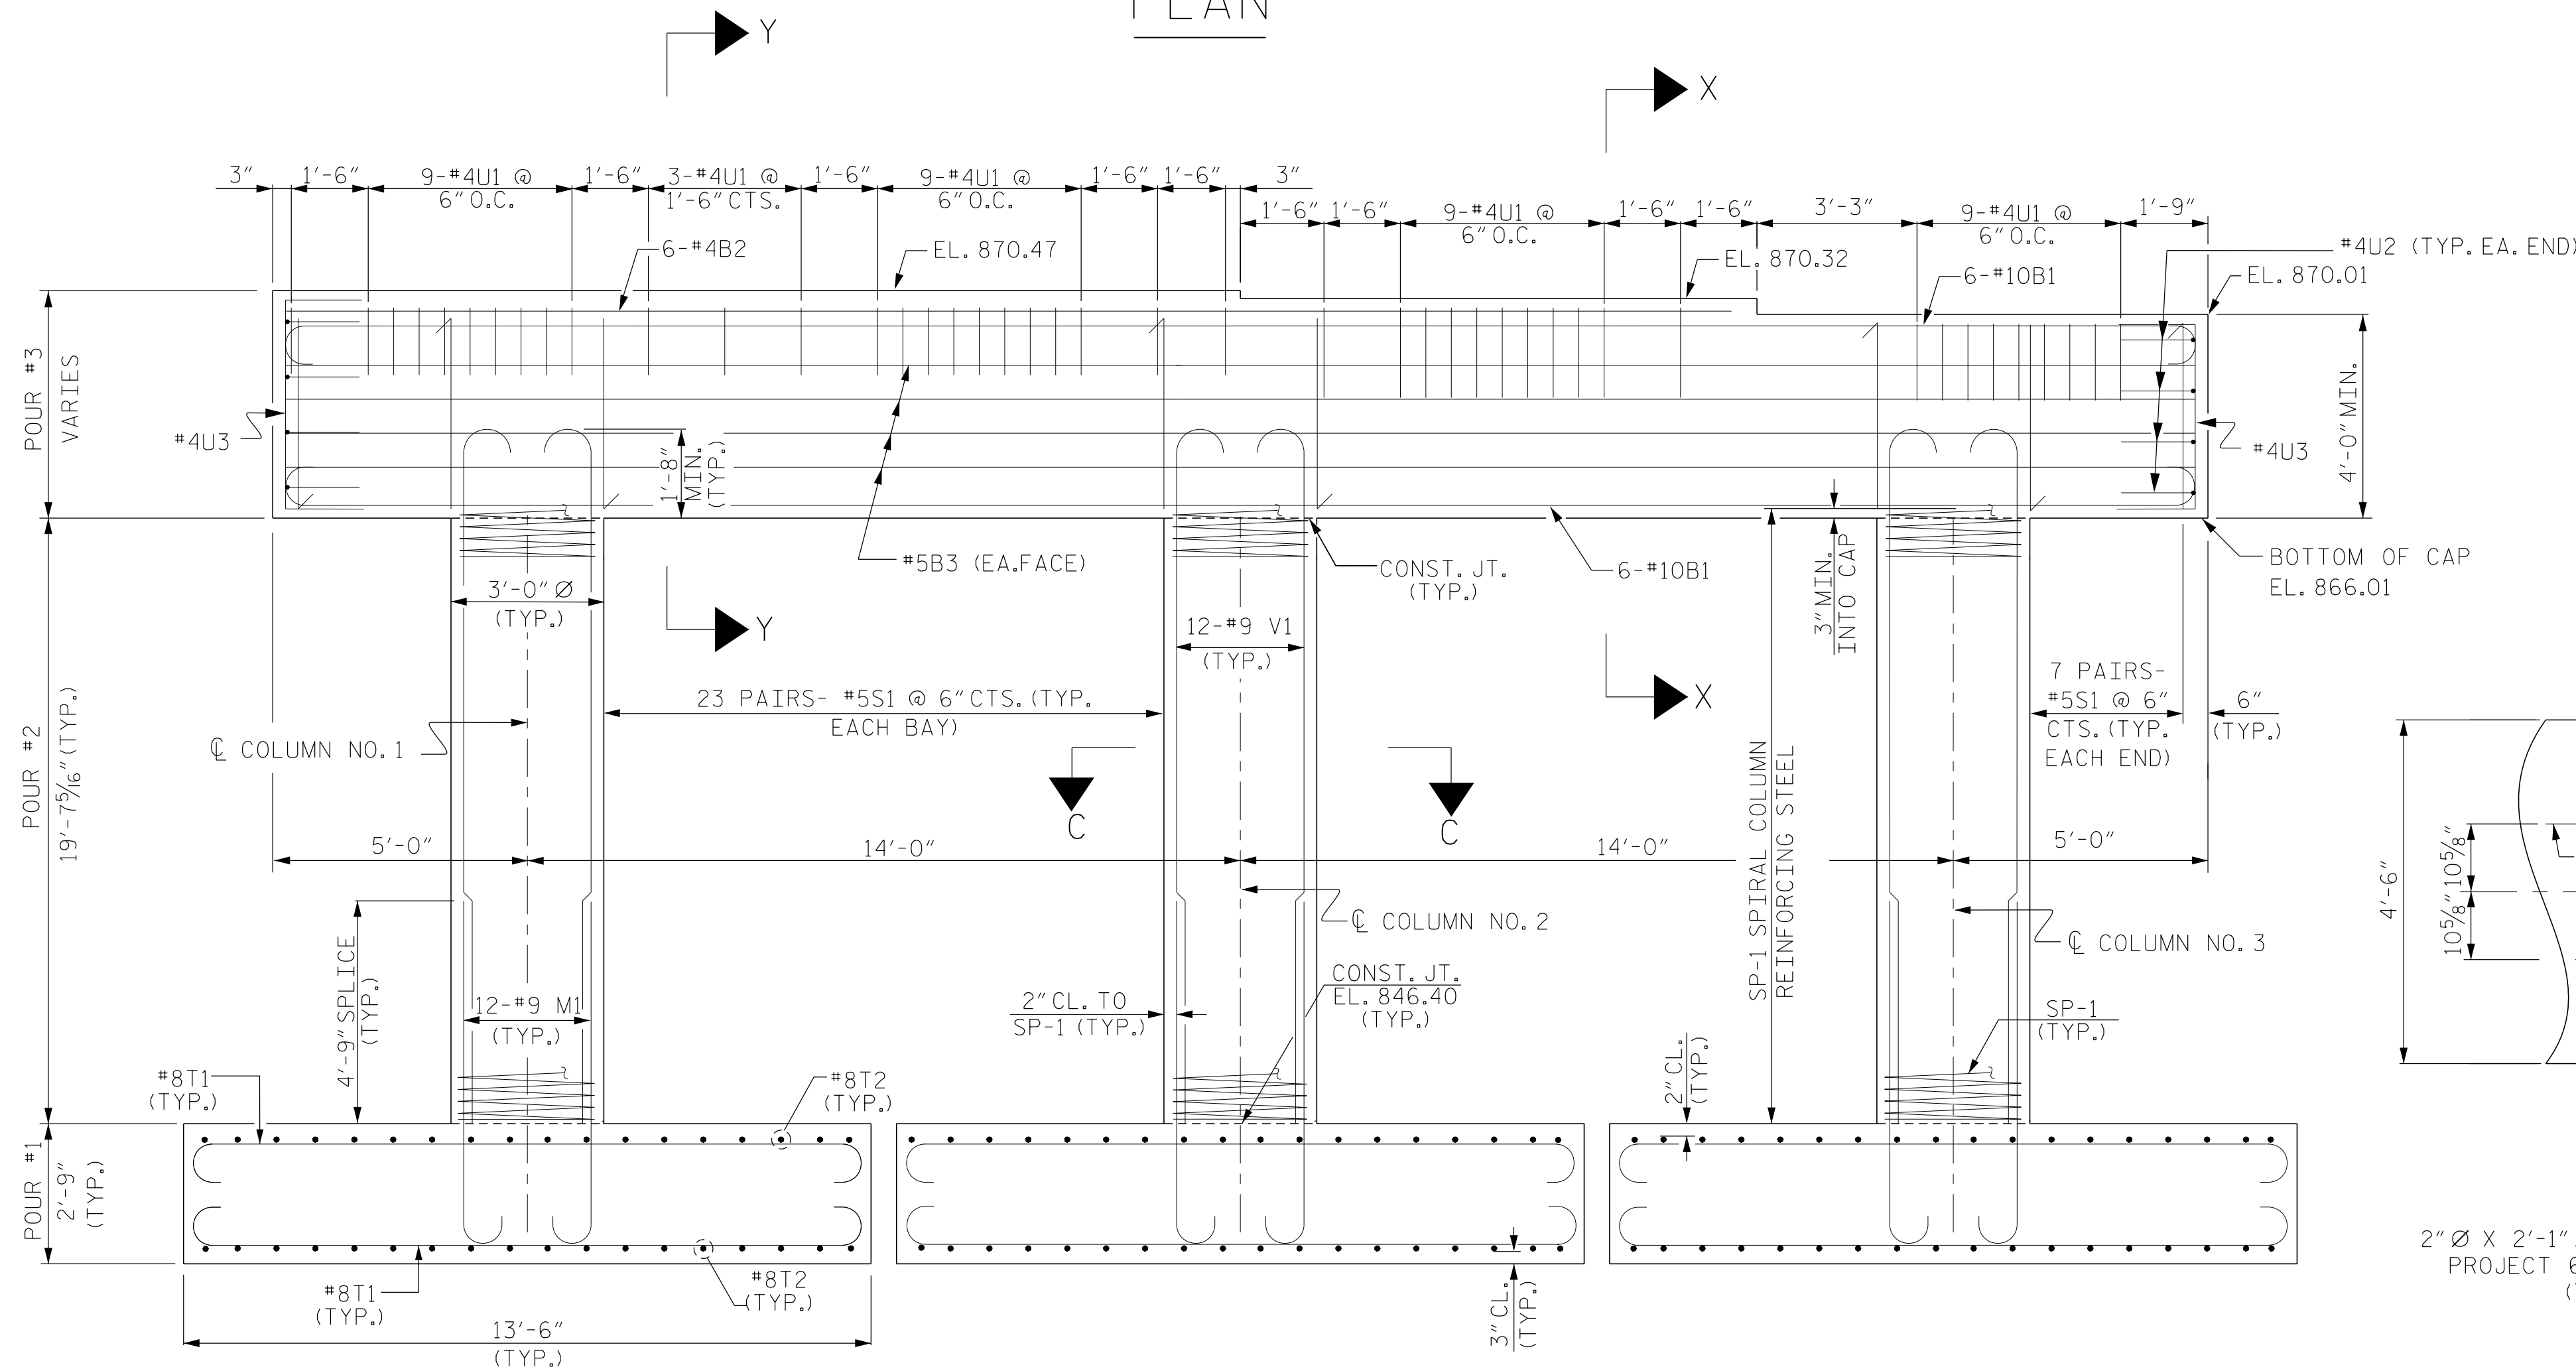 PLAN
Y
X
3"
1'-6"
9-#4U1 @
6" O.C.
1'-6"
3-#4U1 @
1'-6" CTS.
1'-6"
9-#4U1 @
6" O.C.
1'-6"
1'-6"
3"
1'-6"
1'-6"
9-#4U1 @
6" O.C.
1'-6"
1'-6"
3'-3"
9-#4U1 @
6" O.C.
1'-9"
6-#4B2
EL. 870.47
EL. 870.32
6-#10B1
#4U2 (TYP. EA. END)
EL. 870.01
POUR #3
VARIES
#4U3
1'-8"
MIN.
(TYP.)
#4U3
4'-0" MIN.
#5B3 (EA.FACE)
CONST. JT.
(TYP.)
6-#10B1
3" MIN.
INTO CAP
BOTTOM OF CAP
EL. 866.01
3'-0" Ø
(TYP.)
Y
12-#9 V1
(TYP.)
X
23 PAIRS- #5S1 @ 6" CTS. (TYP.
EACH BAY)
7 PAIRS-
#5S1 @ 6"
CTS. (TYP.
EACH END)
6"
(TYP.)
POUR #2
19'-7 5/16" (TYP.)
℄ COLUMN NO. 1
C
C
SP-1 SPIRAL COLUMN
REINFORCING STEEL
5'-0"
14'-0"
14'-0"
5'-0"
4'-6"
10 5/8"
10 5/8"
℄ COLUMN NO. 2
℄ COLUMN NO. 3
4'-9" SPLICE
(TYP.)
12-#9 M1
(TYP.)
2" CL. TO
SP-1 (TYP.)
CONST. JT.
EL. 846.40
(TYP.)
SP-1
(TYP.)
2" CL.
(TYP.)
#8T1
(TYP.)
#8T2
(TYP.)
POUR #1
2'-9"
(TYP.)
#8T1
(TYP.)
#8T2
(TYP.)
3" CL.
(TYP.)
13'-6"
(TYP.)
2" Ø X 2'-1"
PROJECT 6